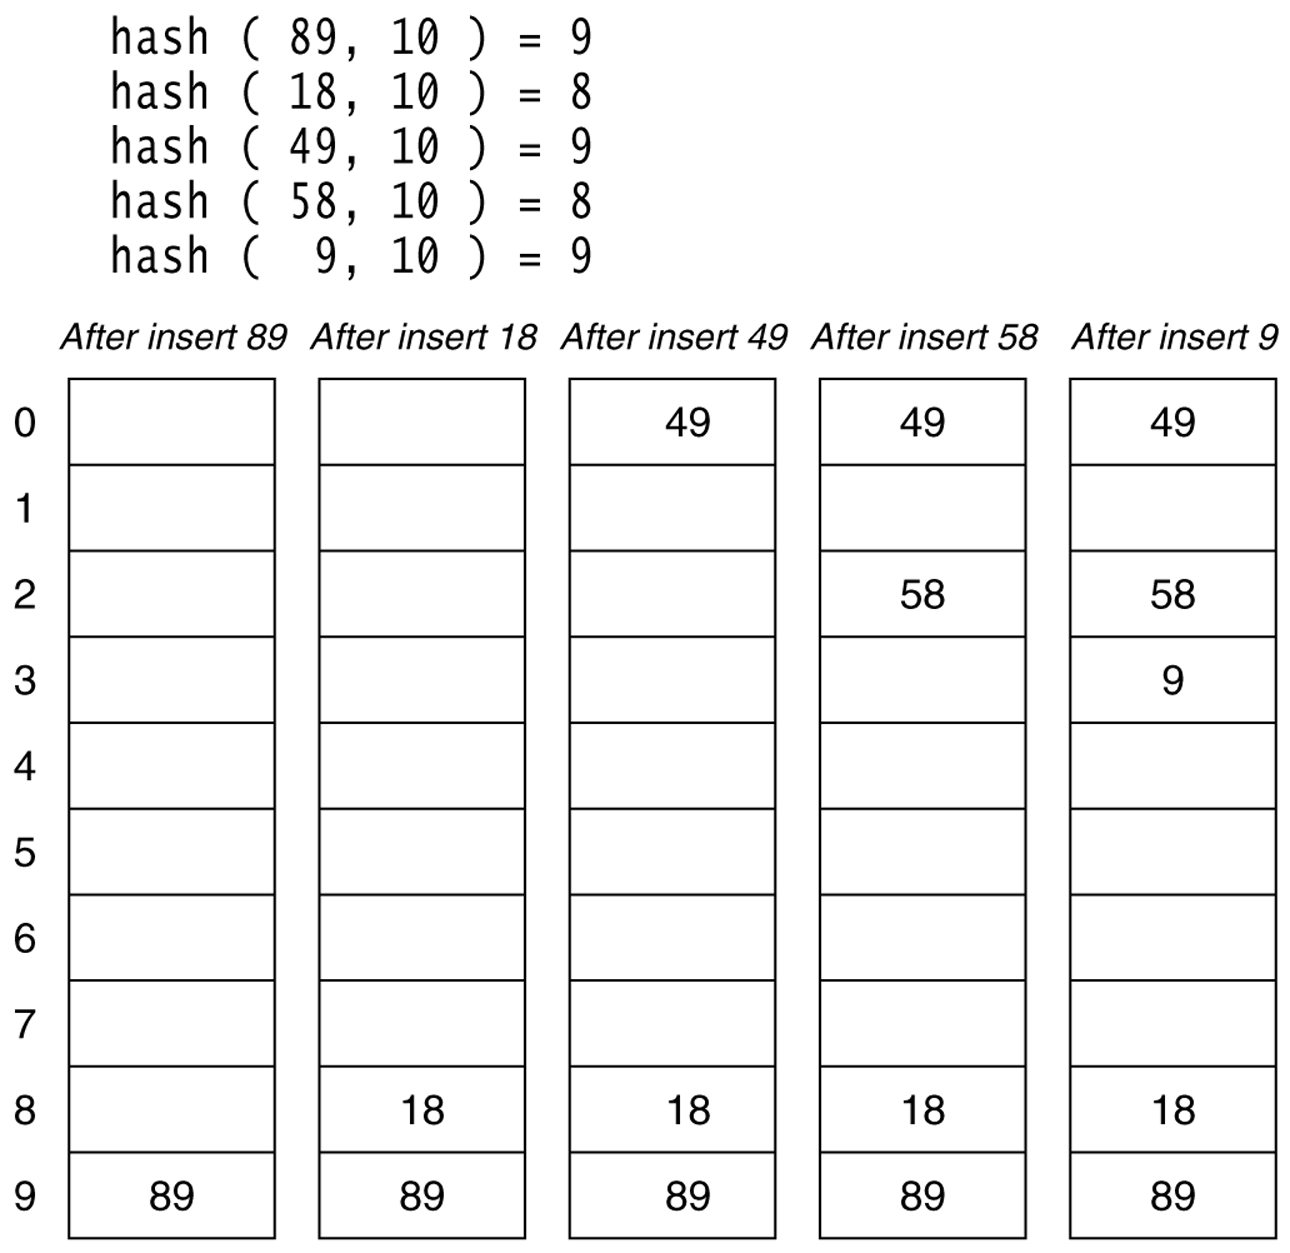 hash ( 89, 10 ) = 9
hash ( 18, 10 ) = 8
hash ( 49, 10 ) = 9
hash ( 58, 10 ) = 8
hash ( 9, 10 ) = 9
After insert 89 After insert 18 After insert 49 After insert 58 After insert 9
0 49 49 49
1
2 58 58
3 9
4
5
6
7
8 18 18 18 18
9 89 89 89 89 89